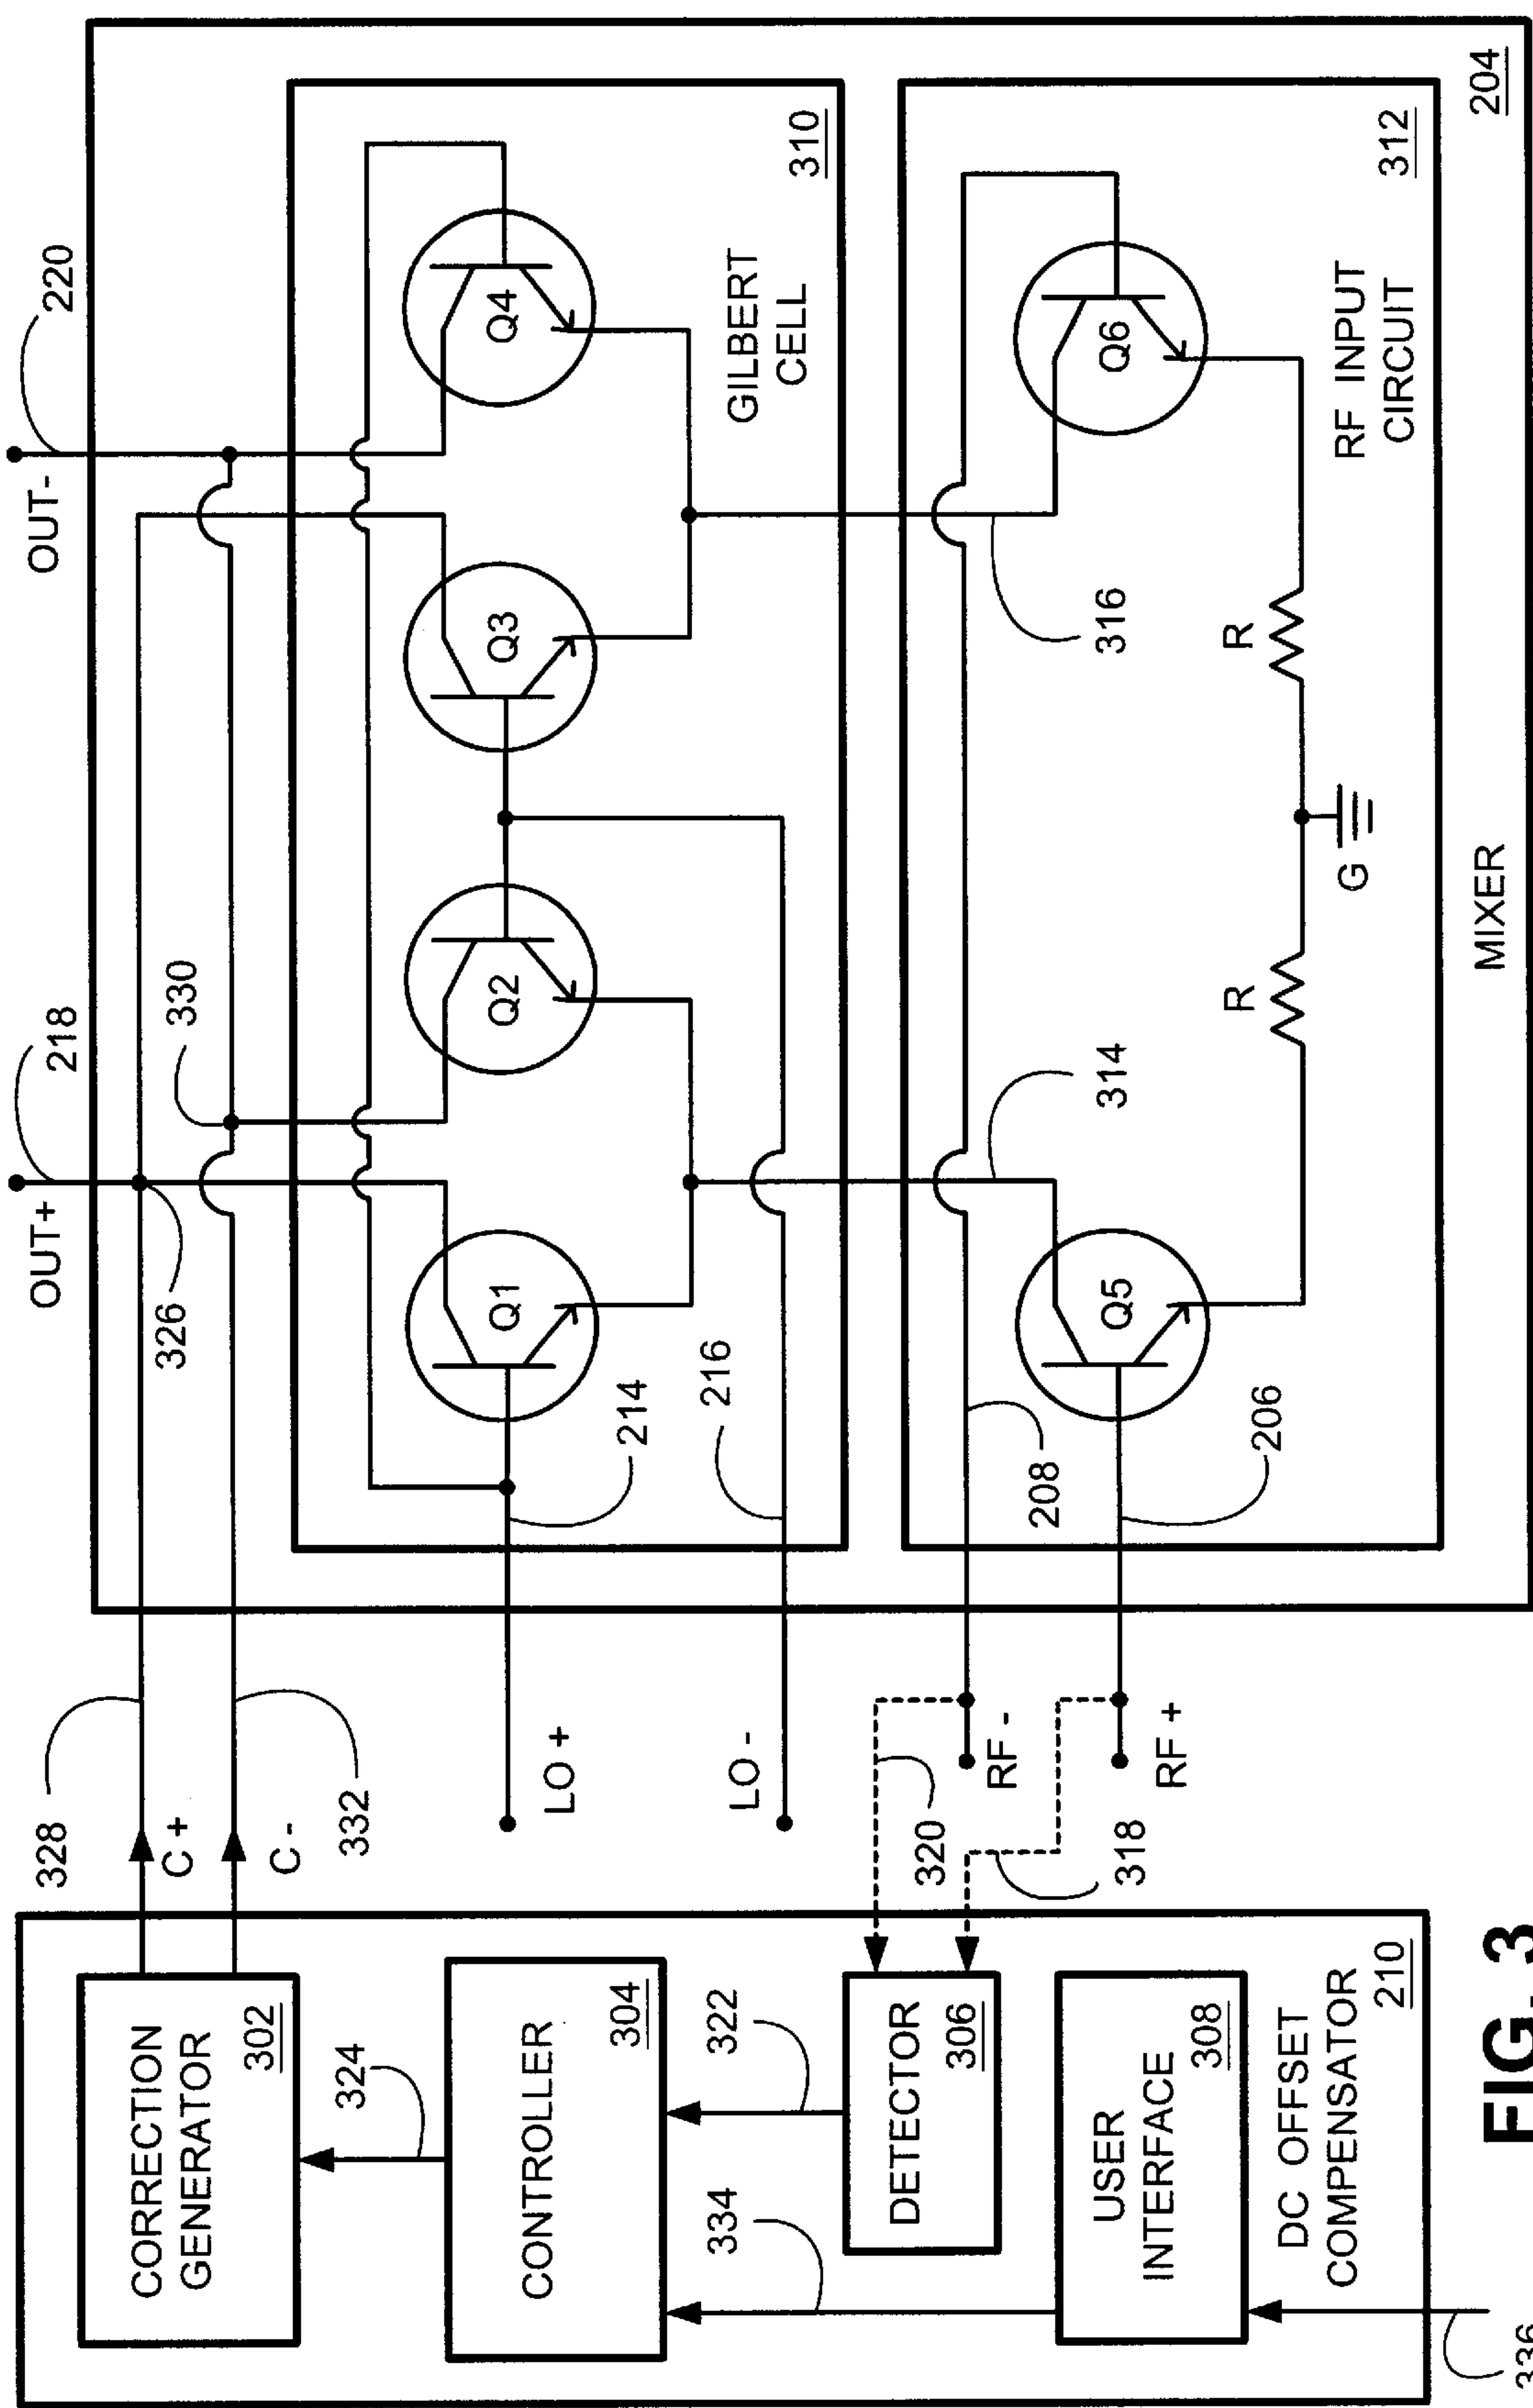 OUT+
218
330
OUT-
220
328
C +
C -
332
326
CORRECTION
GENERATOR
302
324
CONTROLLER
304
322
334
DETECTOR
306
USER
INTERFACE
308
DC OFFSET
COMPENSATOR
210
336
320
318
LO +
LO -
RF -
RF +
214
216
208
206
Q1
Q2
Q3
Q4
GILBERT
CELL
310
314
316
Q5
Q6
R
R
G
RF INPUT
CIRCUIT
312
MIXER
204
FIG. 3